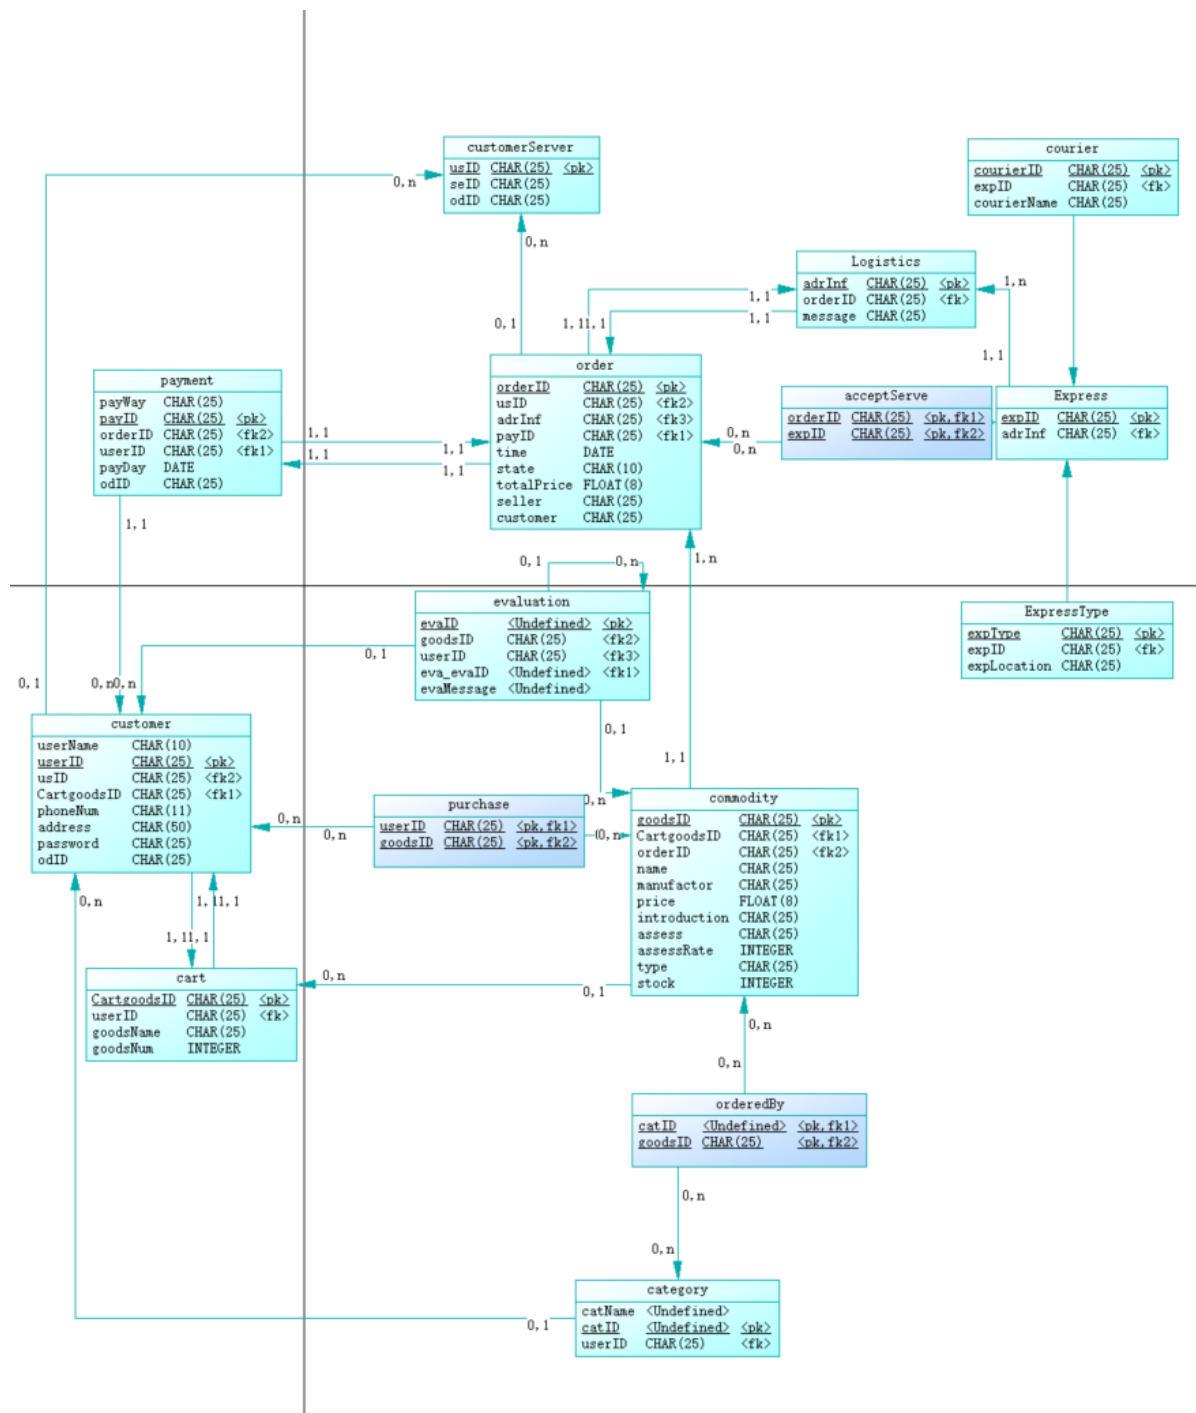 customerServer
usID CHAR(25) <pk>
seID CHAR(25)
odID CHAR(25)
0,n
0,n
0,1
courier
courierID CHAR(25) <pk>
expID CHAR(25) <fk>
courierName CHAR(25)
Logistics
adrInf CHAR(25) <pk>
orderID CHAR(25) <fk>
message CHAR(25)
1,n
1,1
1,1
1,11,1
1,1
order
orderID CHAR(25) <pk>
usID CHAR(25) <fk2>
adrInf CHAR(25) <fk3>
payID CHAR(25) <fk1>
time DATE
state CHAR(10)
totalPrice FLOAT(8)
seller CHAR(25)
customer CHAR(25)
payment
payWay CHAR(25)
payID CHAR(25) <pk>
orderID CHAR(25) <fk2>
userID CHAR(25) <fk1>
payDay DATE
odID CHAR(25)
1,1
1,1
1,1
1,1
1,1
acceptServe
orderID CHAR(25) <pk,fk1>
expID CHAR(25) <pk,fk2>
0,n
0,n
Express
expID CHAR(25) <pk>
adrInf CHAR(25) <fk>
0,1
0,n
1,n
evaluation
evaID <Undefined> <pk>
goodsID CHAR(25) <fk2>
userID CHAR(25) <fk3>
eva_evaID <Undefined> <fk1>
evaMessage <Undefined>
0,1
0,1
ExpressType
expType CHAR(25) <pk>
expID CHAR(25) <fk>
expLocation CHAR(25)
0,1
0,n0,n
1,1
customer
userName CHAR(10)
userID CHAR(25) <pk>
usID CHAR(25) <fk2>
CartgoodsID CHAR(25) <fk1>
phoneNum CHAR(11)
address CHAR(50)
password CHAR(25)
odID CHAR(25)
purchase
userID CHAR(25) <pk,fk1>
goodsID CHAR(25) <pk,fk2>
0,n
0,n
0,n
0,n
commodity
goodsID CHAR(25) <pk>
CartgoodsID CHAR(25) <fk1>
orderID CHAR(25) <fk2>
name CHAR(25)
manufactor CHAR(25)
price FLOAT(8)
introduction CHAR(25)
assess CHAR(25)
assessRate INTEGER
type CHAR(25)
stock INTEGER
0,n
1,11,1
1,11,1
cart
CartgoodsID CHAR(25) <pk>
userID CHAR(25) <fk>
goodsName CHAR(25)
goodsNum INTEGER
0,n
0,1
0,n
0,n
orderedBy
catID <Undefined> <pk,fk1>
goodsID CHAR(25) <pk,fk2>
0,n
0,n
category
catName <Undefined>
catID <Undefined> <pk>
userID CHAR(25) <fk>
0,1